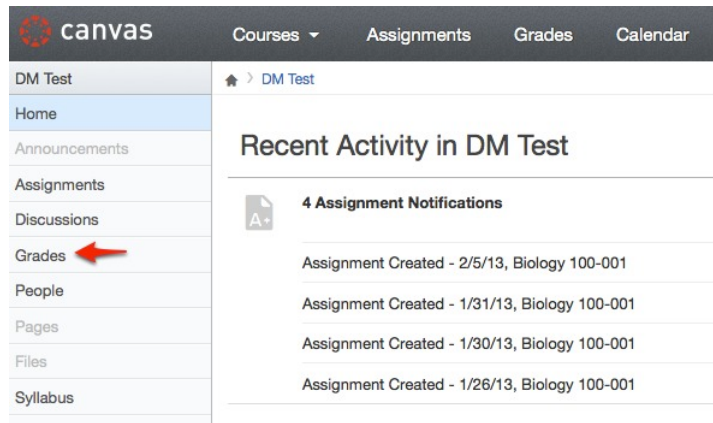 canvas
Courses Assignments Grades Calendar
DM Test
Home
Announcements
Assignments
Discussions
Grades
People
Pages
Files
Syllabus
DM Test
Recent Activity in DM Test
A+
4 Assignment Notifications
Assignment Created - 2/5/13, Biology 100-001
Assignment Created - 1/31/13, Biology 100-001
Assignment Created - 1/30/13, Biology 100-001
Assignment Created - 1/26/13, Biology 100-001